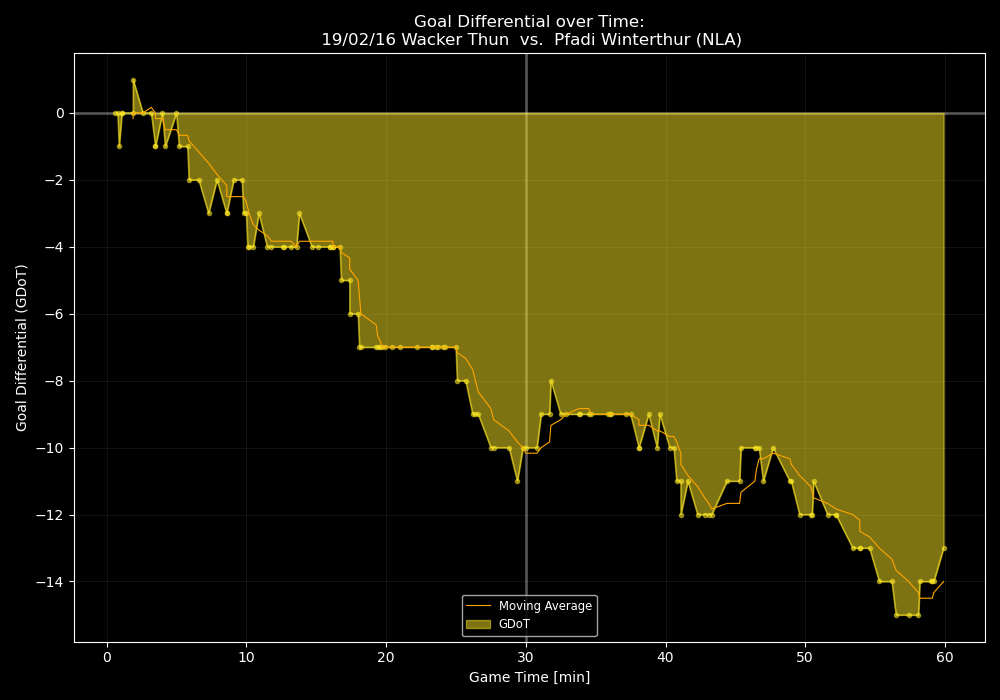 Goal Differential over Time:
19/02/16 Wacker Thun  vs.  Pfadi Winterthur (NLA)
Goal Differential (GDoT)
0
−2
−4
−6
−8
−10
−12
−14
Moving Average
GDoT
0 10 20 30 40 50 60
Game Time [min]